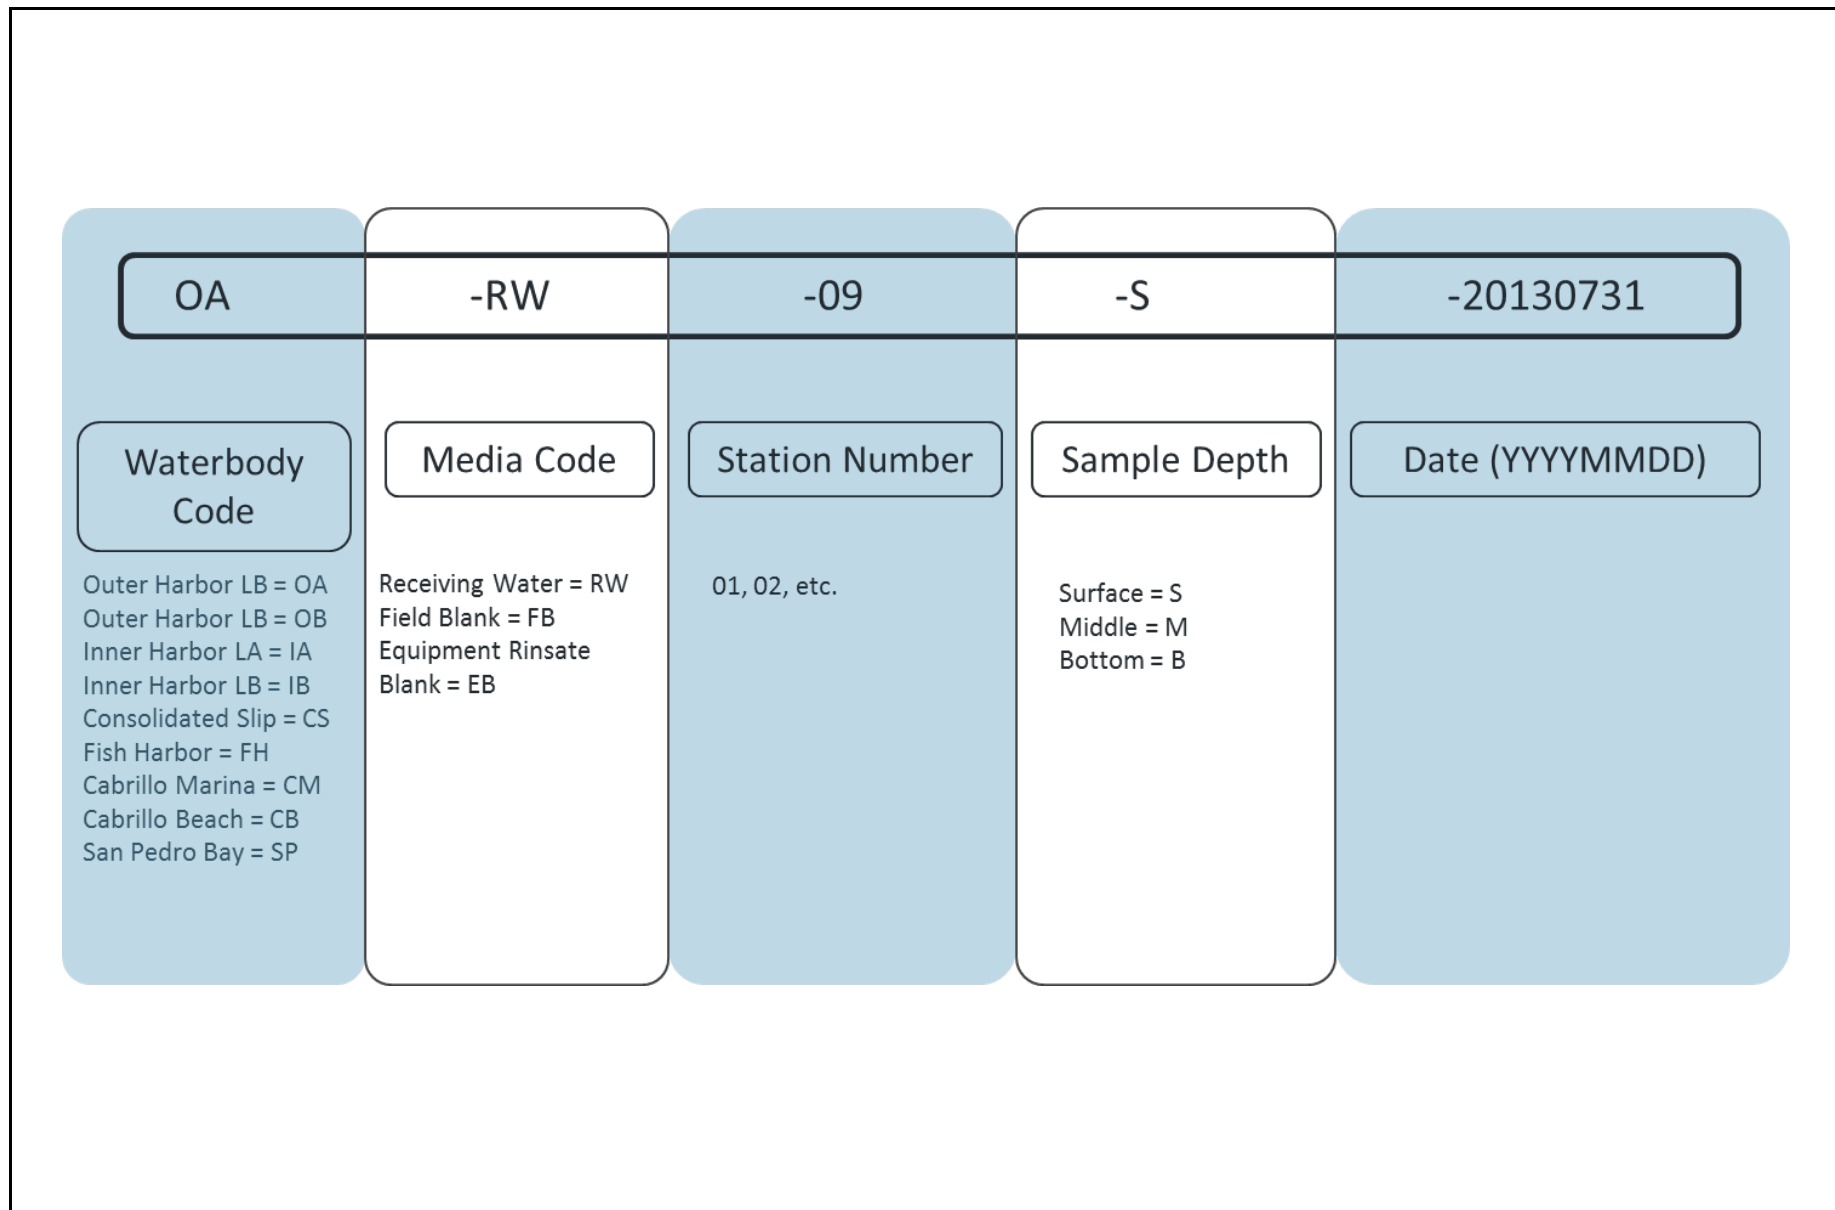 OA -RW -09 -S -20130731
Waterbody
Code
Media Code
Station Number
Sample Depth
Date (YYYYMMDD)
Outer Harbor LB = OA
Outer Harbor LB = OB
Inner Harbor LA = IA
Inner Harbor LB = IB
Consolidated Slip = CS
Fish Harbor = FH
Cabrillo Marina = CM
Cabrillo Beach = CB
San Pedro Bay = SP
Receiving Water = RW
Field Blank = FB
Equipment Rinsate
Blank = EB
01, 02, etc.
Surface = S
Middle = M
Bottom = B